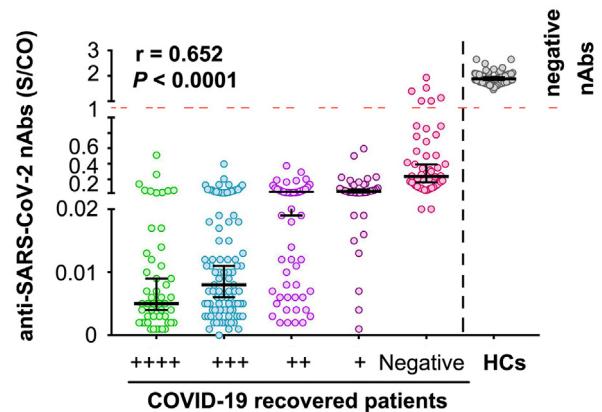 anti-SARS-CoV-2 nAbs (S/CO)
3
2
1
0.6
0.4
0.2
0.02
0.01
0
r = 0.652
P < 0.0001
negative
nAbs
++++ +++ ++ + Negative HCs
COVID-19 recovered patients